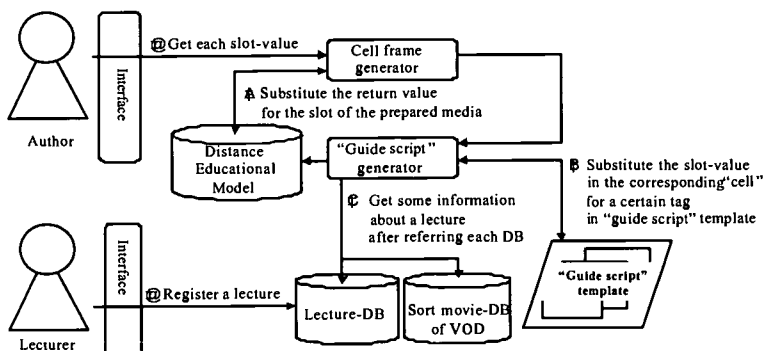 @Get each slot-value
Cell frame
generator
Interface
Author
A Substitute the return value
for the slot of the prepared media
Distance
Educational
Model
“Guide script”
generator
B Substitute the slot-value
in the corresponding“cell”
for a certain tag
in “guide script” template
C Get some information
about a lecture
after referring each DB
Interface
@Register a lecture
Lecture-DB
Sort movie-DB
of VOD
“Guide script”
template
Lecturer